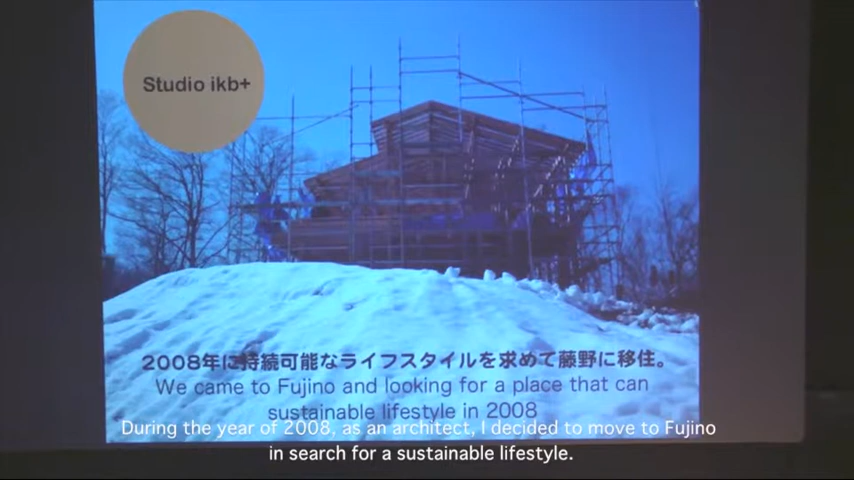 Studio ikb+
2008年に持続可能なライフスタイルを求めて藤野に移住。
We came to Fujino and looking for a place that can
sustainable lifestyle in 2008
During the year of 2008, as an architect, I decided to move to Fujino
in search for a sustainable lifestyle.